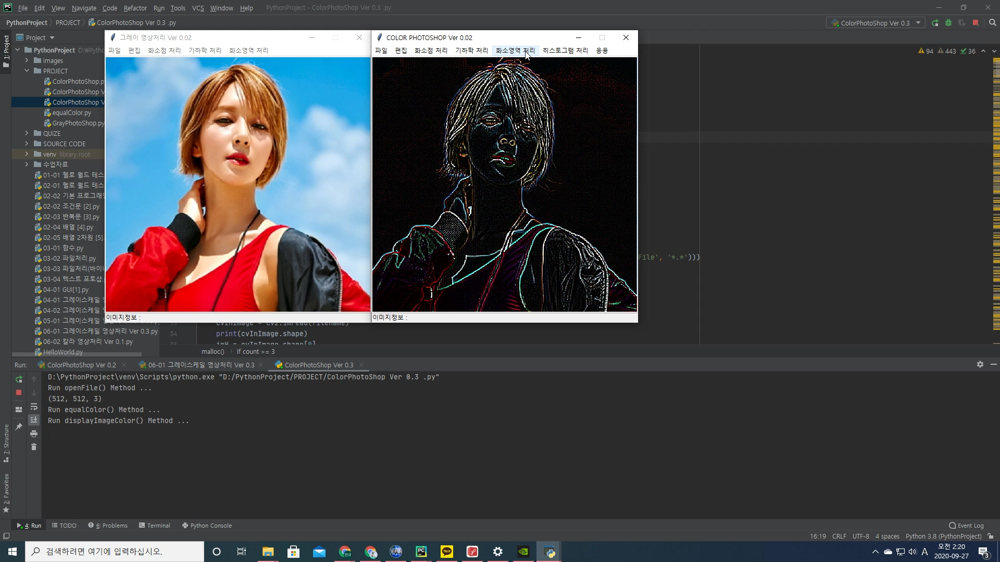 File Edit View Navigate Code Refactor Run Tools VCS Window Help PythonProject - ColorPhotoShop Ver 0.3 .py
PythonProject PROJECT ColorPhotoShop Ver 0.3 .py
ColorPhotoShop Ver 0.3
1: Project
Project
PythonProject D:₩Pytho
images
PROJECT
ColorPhotoShop.p
ColorPhotoShop V
ColorPhotoShop V
equalColor.py
GrayPhotoShop.py
QUIZE
SOURCE CODE
venv library root
수업자료
01-01 헬로 월드 테스
02-01 헬로 월드 테스
02-02 기본 프로그래밍
02-02 조건문 [2].py
02-03 반복문 [3].py
02-04 배열 [4].py
02-05 배열 2차원 [5].
03-01 함수.py
03-02 파일처리.py
03-03 파일처리(바이너
03-04 텍스트 포토샵.
04-01 GUI[1].py
04-01 그레이스케일
04-02 그레이스케일
05-01 그레이스케일
06-01 그레이스케일 영상처리 Ver 0.3.py
06-02 칼라 영상처리 Ver 0.1.py
HelloWorld.py
그레이 영상처리 Ver 0.02
파일 편집 화소점 처리 기하학 처리 화소영역 처리
이미지정보 :
COLOR PHOTOSHOP Ver 0.02
파일 편집 화소점 처리 기하학 처리 화소영역 처리 히스토그램 처리 응용
이미지정보 :
94 443 36
File', '*.*')))
33 cvInImage = cv2.imread(filename)
34 print(cvInImage.shape)
35 inH = cvInImage.shape[0]
malloc() if count >= 3
Run: ColorPhotoShop Ver 0.2 06-01 그레이스케일 영상처리 Ver 0.3 ColorPhotoShop Ver 0.3
D:\PythonProject\venv\Scripts\python.exe "D:/PythonProject/PROJECT/ColorPhotoShop Ver 0.3 .py"
Run openFile() Method ...
(512, 512, 3)
Run equalColor() Method ...
Run displayImageColor() Method ...
7: Structure
2: Favorites
4: Run TODO 6: Problems Terminal Python Console Event Log
16:19 CRLF UTF-8 4 spaces Python 3.8 (PythonProject)
검색하려면 여기에 입력하십시오.
TALK
A
오전 2:20
2020-09-27
3